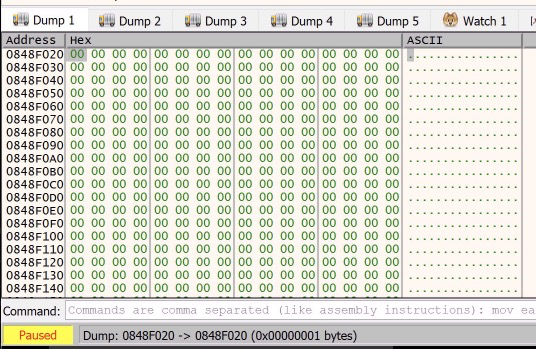 Dump 1 Dump 2 Dump 3 Dump 4 Dump 5 Watch 1
Address Hex ASCII
0848F020 00 00 00 00 00 00 00 00 00 00 00 00 00 00 00 00 ................
0848F030 00 00 00 00 00 00 00 00 00 00 00 00 00 00 00 00 ................
0848F040 00 00 00 00 00 00 00 00 00 00 00 00 00 00 00 00 ................
0848F050 00 00 00 00 00 00 00 00 00 00 00 00 00 00 00 00 ................
0848F060 00 00 00 00 00 00 00 00 00 00 00 00 00 00 00 00 ................
0848F070 00 00 00 00 00 00 00 00 00 00 00 00 00 00 00 00 ................
0848F080 00 00 00 00 00 00 00 00 00 00 00 00 00 00 00 00 ................
0848F090 00 00 00 00 00 00 00 00 00 00 00 00 00 00 00 00 ................
0848F0A0 00 00 00 00 00 00 00 00 00 00 00 00 00 00 00 00 ................
0848F0B0 00 00 00 00 00 00 00 00 00 00 00 00 00 00 00 00 ................
0848F0C0 00 00 00 00 00 00 00 00 00 00 00 00 00 00 00 00 ................
0848F0D0 00 00 00 00 00 00 00 00 00 00 00 00 00 00 00 00 ................
0848F0E0 00 00 00 00 00 00 00 00 00 00 00 00 00 00 00 00 ................
0848F0F0 00 00 00 00 00 00 00 00 00 00 00 00 00 00 00 00 ................
0848F100 00 00 00 00 00 00 00 00 00 00 00 00 00 00 00 00 ................
0848F110 00 00 00 00 00 00 00 00 00 00 00 00 00 00 00 00 ................
0848F120 00 00 00 00 00 00 00 00 00 00 00 00 00 00 00 00 ................
0848F130 00 00 00 00 00 00 00 00 00 00 00 00 00 00 00 00 ................
0848F140 00 00 00 00 00 00 00 00 00 00 00 00 00 00 00 00 ................
Command: Commands are comma separated (like assembly instructions): mov ea
Paused Dump: 0848F020 -> 0848F020 (0x00000001 bytes)